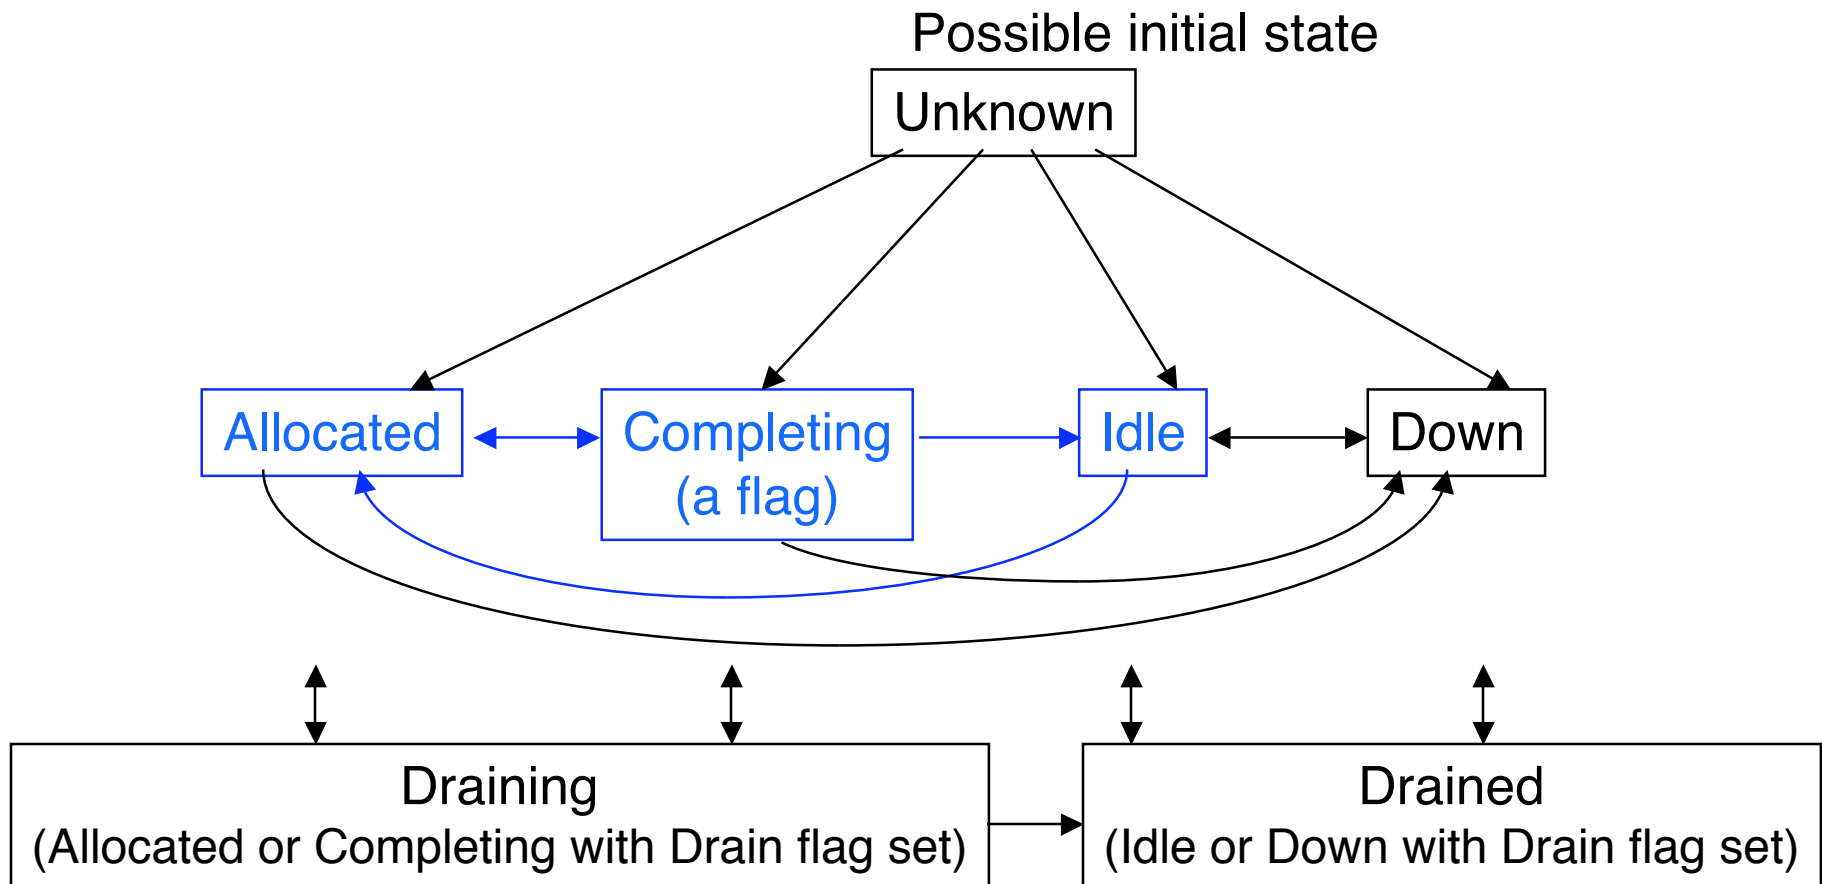 Possible initial state
Unknown
Allocated
Completing
(a flag)
Idle
Down
Draining
(Allocated or Completing with Drain flag set)
Drained
(Idle or Down with Drain flag set)